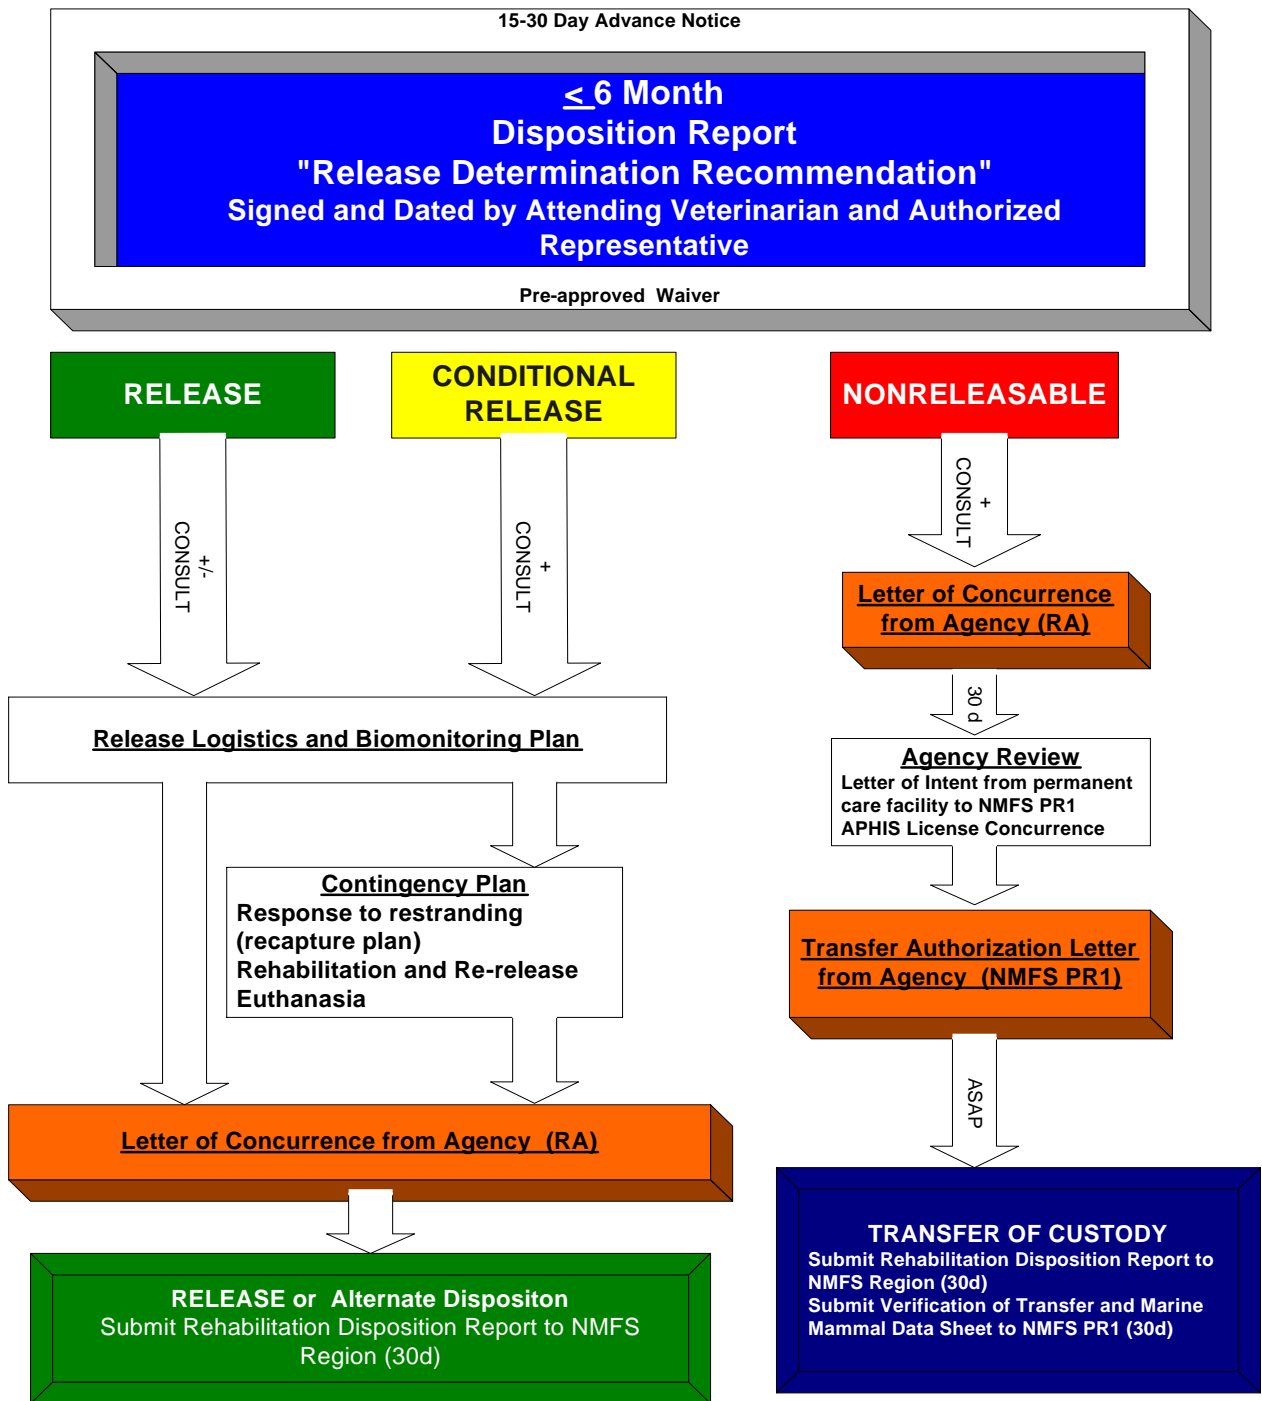 15-30 Day Advance Notice
< 6 Month
Disposition Report
"Release Determination Recommendation"
Signed and Dated by Attending Veterinarian and Authorized
Representative
Pre-approved Waiver
RELEASE
CONDITIONAL
RELEASE
NONRELEASABLE
+/-
CONSULT
+
CONSULT
+
CONSULT
Letter of Concurrence
from Agency (RA)
30 d
Release Logistics and Biomonitoring Plan
Agency Review
Letter of Intent from permanent
care facility to NMFS PR1
APHIS License Concurrence
Contingency Plan
Response to restranding
(recapture plan)
Rehabilitation and Re-release
Euthanasia
Transfer Authorization Letter
from Agency (NMFS PR1)
ASAP
Letter of Concurrence from Agency (RA)
TRANSFER OF CUSTODY
Submit Rehabilitation Disposition Report to
NMFS Region (30d)
Submit Verification of Transfer and Marine
Mammal Data Sheet to NMFS PR1 (30d)
RELEASE or Alternate Dispositon
Submit Rehabilitation Disposition Report to NMFS
Region (30d)